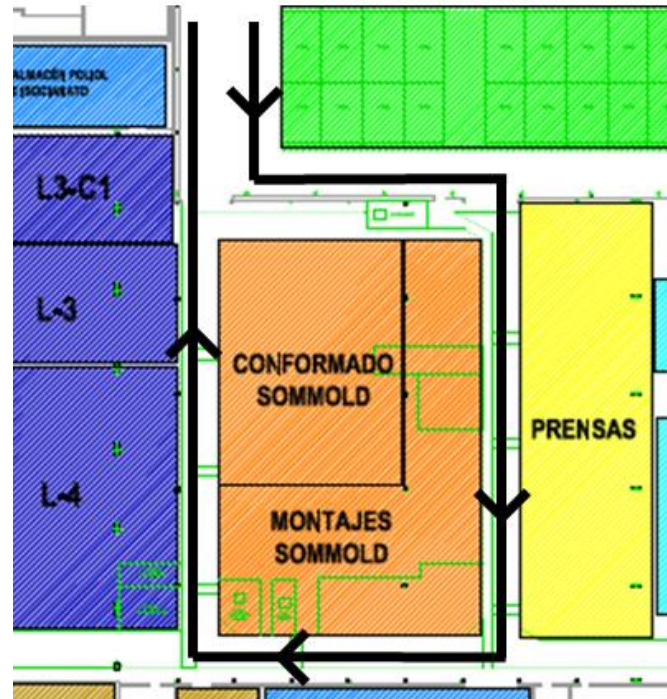 ALMACÉN POLIOL
E ISOCIANATO
L3-C1
L-3
L-4
CONFORMADO
SOMMOLD
MONTAJES
SOMMOLD
PRENSAS